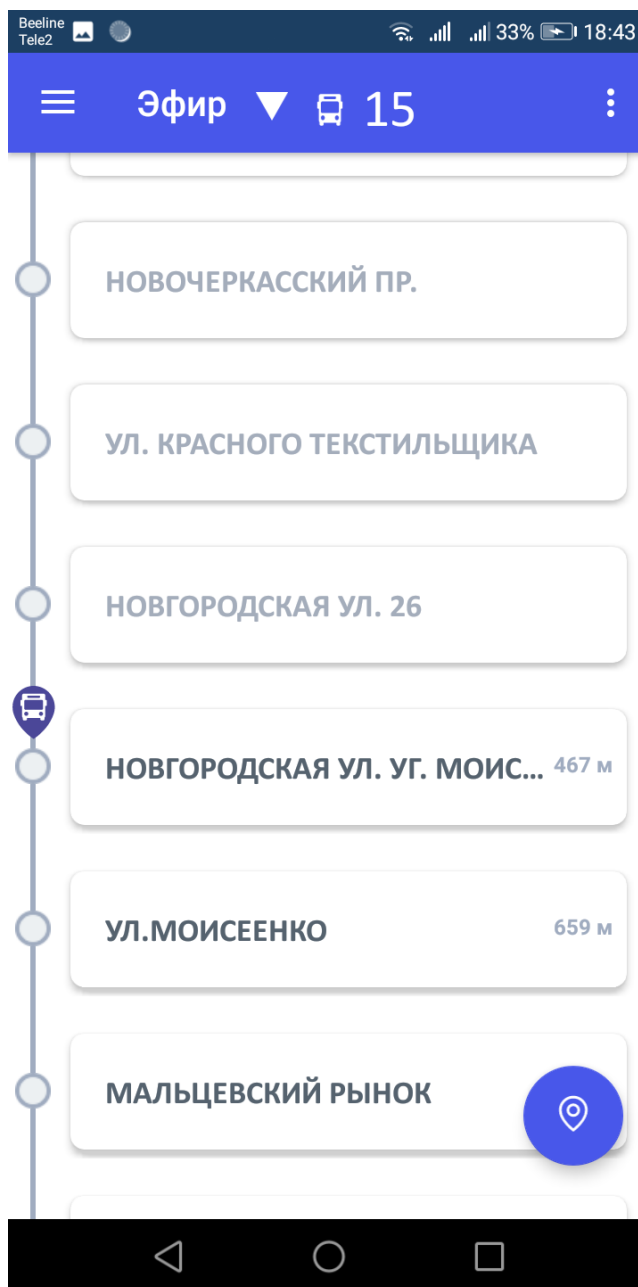 Beeline
Tele2
33% 18:43
Эфир 15
НОВОЧЕРКАССКИЙ ПР.
УЛ. КРАСНОГО ТЕКСТИЛЬЩИКА
НОВГОРОДСКАЯ УЛ. 26
НОВГОРОДСКАЯ УЛ. УГ. МОИС... 467 м
УЛ.МОИСЕЕНКО 659 м
МАЛЬЦЕВСКИЙ РЫНОК